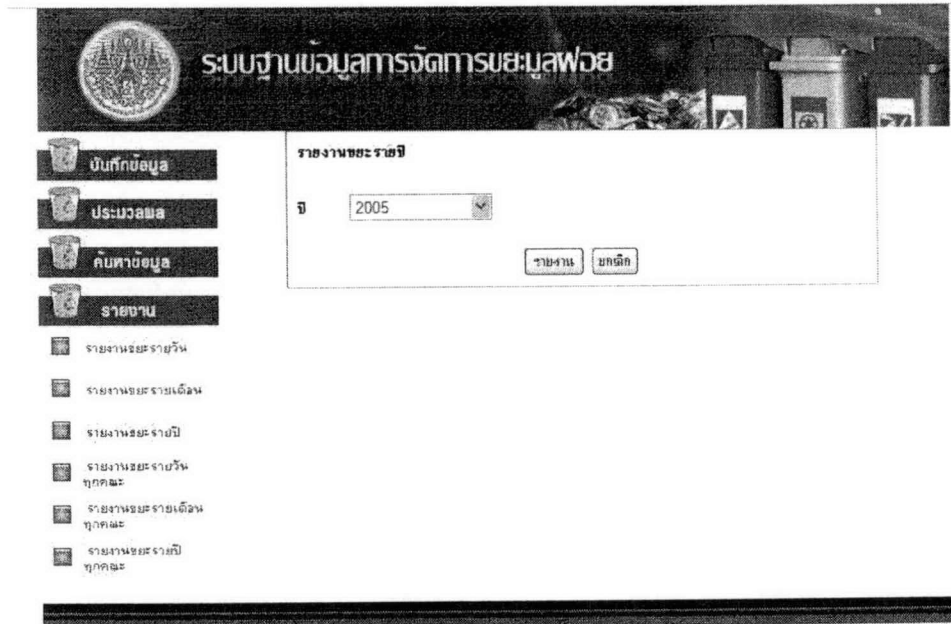 ระบบฐานข้อมูลการจัดการขยะมูลฝอย
บันทึกข้อมูล
ประมวลผล
ค้นหาข้อมูล
รายงาน
รายงานขยะรายวัน
รายงานขยะรายเดือน
รายงานขยะรายปี
รายงานขยะรายวัน
ทุกคณะ
รายงานขยะรายเดือน
ทุกคณะ
รายงานขยะรายปี
ทุกคณะ
รายงานขยะรายปี
ปี 2005
รายงาน ยกเลิก